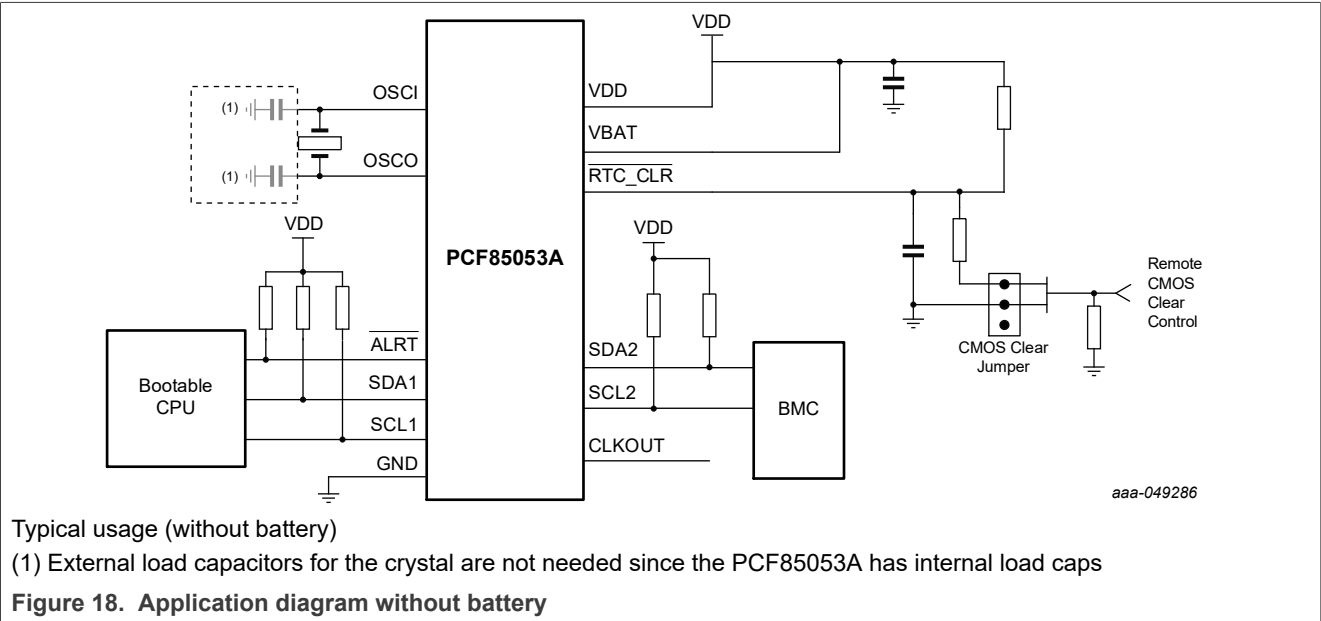 VDD
OSCI
VDD
(1)
VBAT
OSCO
(1)
RTC_CLR
VDD
VDD
PCF85053A
Remote
CMOS
Clear
Control
ALRT
CMOS Clear
Jumper
SDA2
Bootable
CPU
SDA1
SCL2
BMC
SCL1
CLKOUT
GND
aaa-049286
Typical usage (without battery)
(1) External load capacitors for the crystal are not needed since the PCF85053A has internal load caps
Figure 18. Application diagram without battery